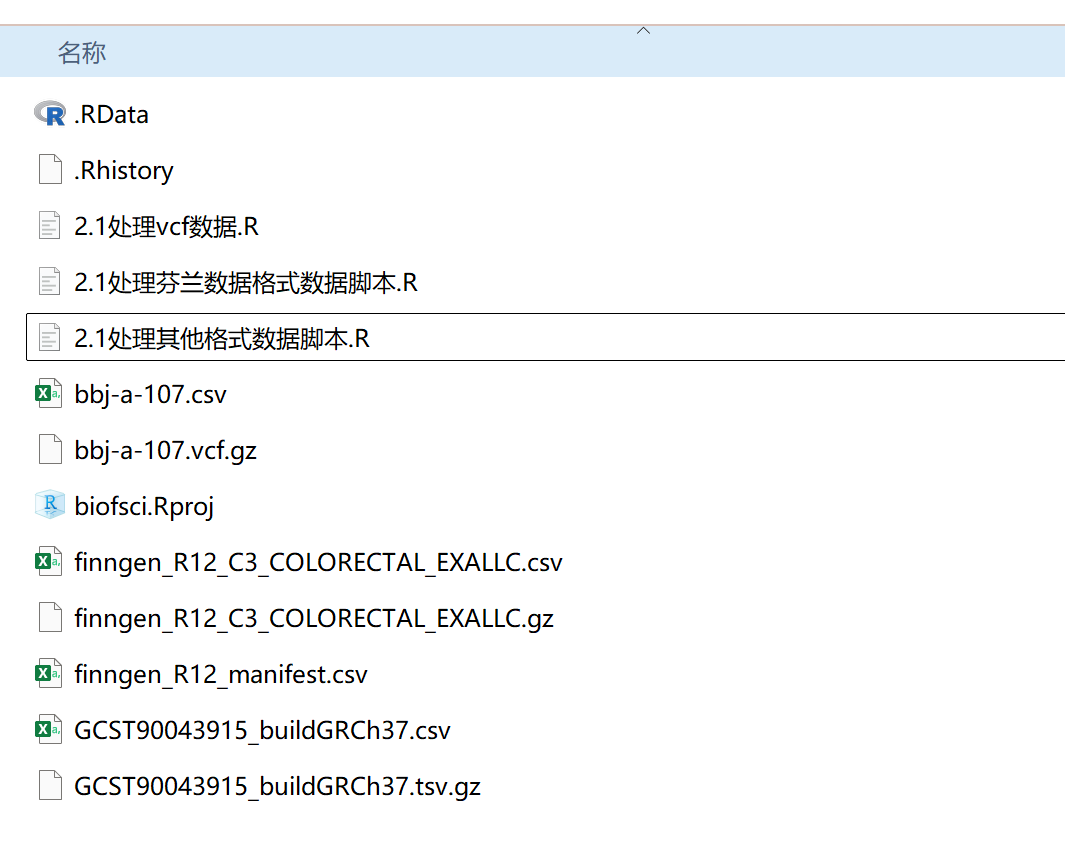 名称
.RData
.Rhistory
2.1处理vcf数据.R
2.1处理芬兰数据格式数据脚本.R
2.1处理其他格式数据脚本.R
bbj-a-107.csv
bbj-a-107.vcf.gz
biofsci.Rproj
finngen_R12_C3_COLORECTAL_EXALLC.csv
finngen_R12_C3_COLORECTAL_EXALLC.gz
finngen_R12_manifest.csv
GCST90043915_buildGRCh37.csv
GCST90043915_buildGRCh37.tsv.gz